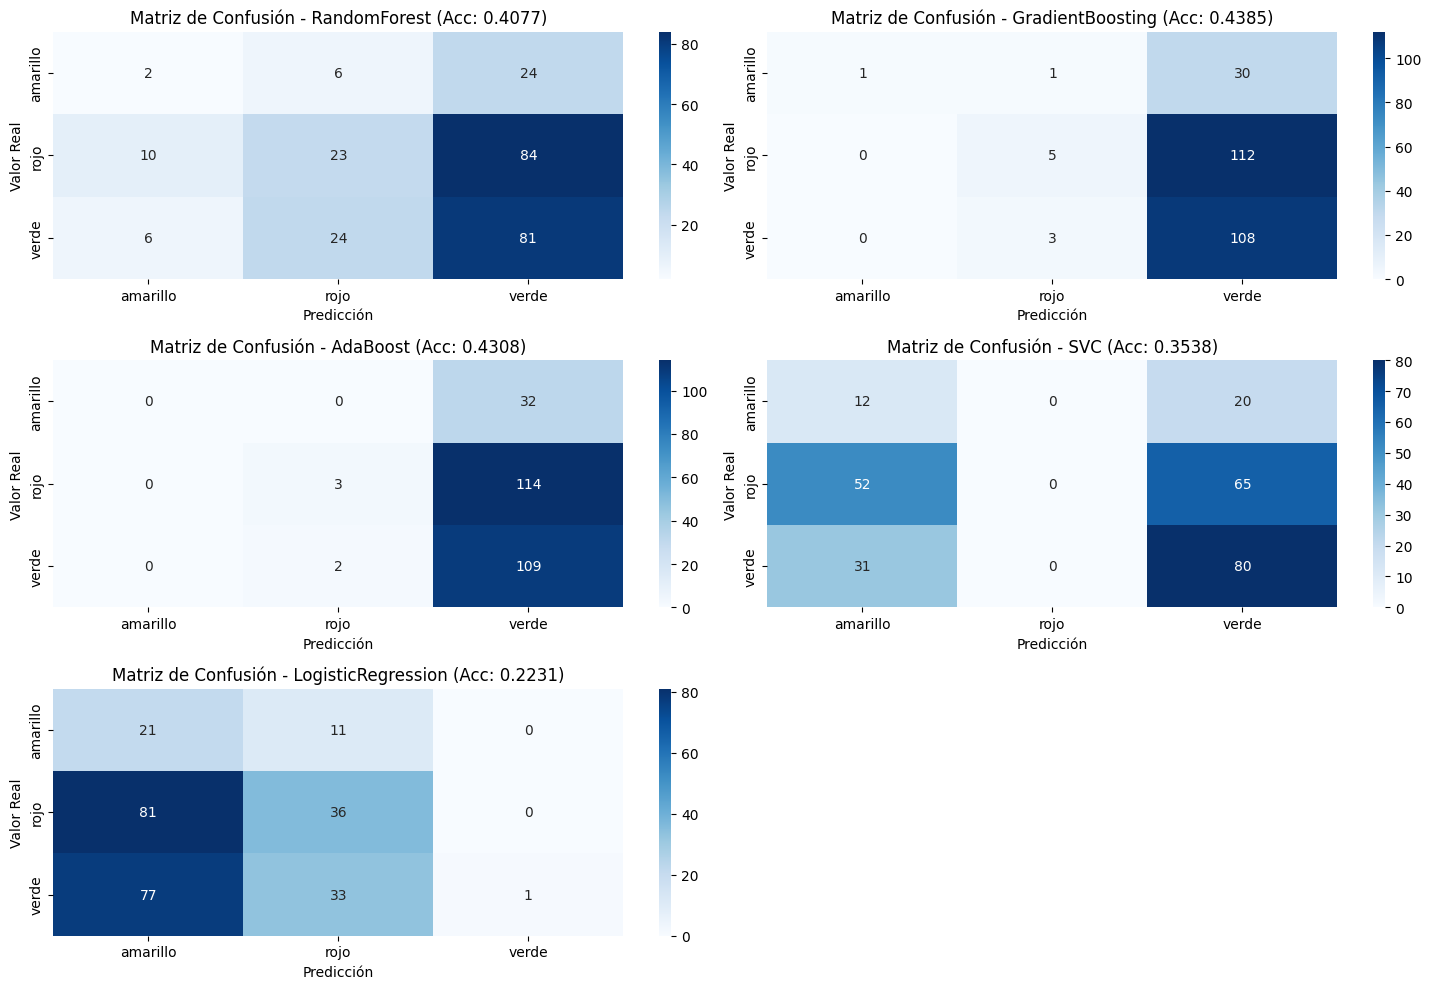 Matriz de Confusión - RandomForest (Acc: 0.4077)
Valor Real
amarillo
rojo
verde
2 6 24
10 23 84
6 24 81
amarillo rojo verde
Predicción
80
60
40
20
Matriz de Confusión - GradientBoosting (Acc: 0.4385)
Valor Real
amarillo
rojo
verde
1 1 30
0 5 112
0 3 108
amarillo rojo verde
Predicción
100
80
60
40
20
0
Matriz de Confusión - AdaBoost (Acc: 0.4308)
Valor Real
amarillo
rojo
verde
0 0 32
0 3 114
0 2 109
amarillo rojo verde
Predicción
100
80
60
40
20
0
Matriz de Confusión - SVC (Acc: 0.3538)
Valor Real
amarillo
rojo
verde
12 0 20
52 0 65
31 0 80
amarillo rojo verde
Predicción
80
70
60
50
40
30
20
10
0
Matriz de Confusión - LogisticRegression (Acc: 0.2231)
Valor Real
amarillo
rojo
verde
21 11 0
81 36 0
77 33 1
amarillo rojo verde
Predicción
80
60
40
20
0